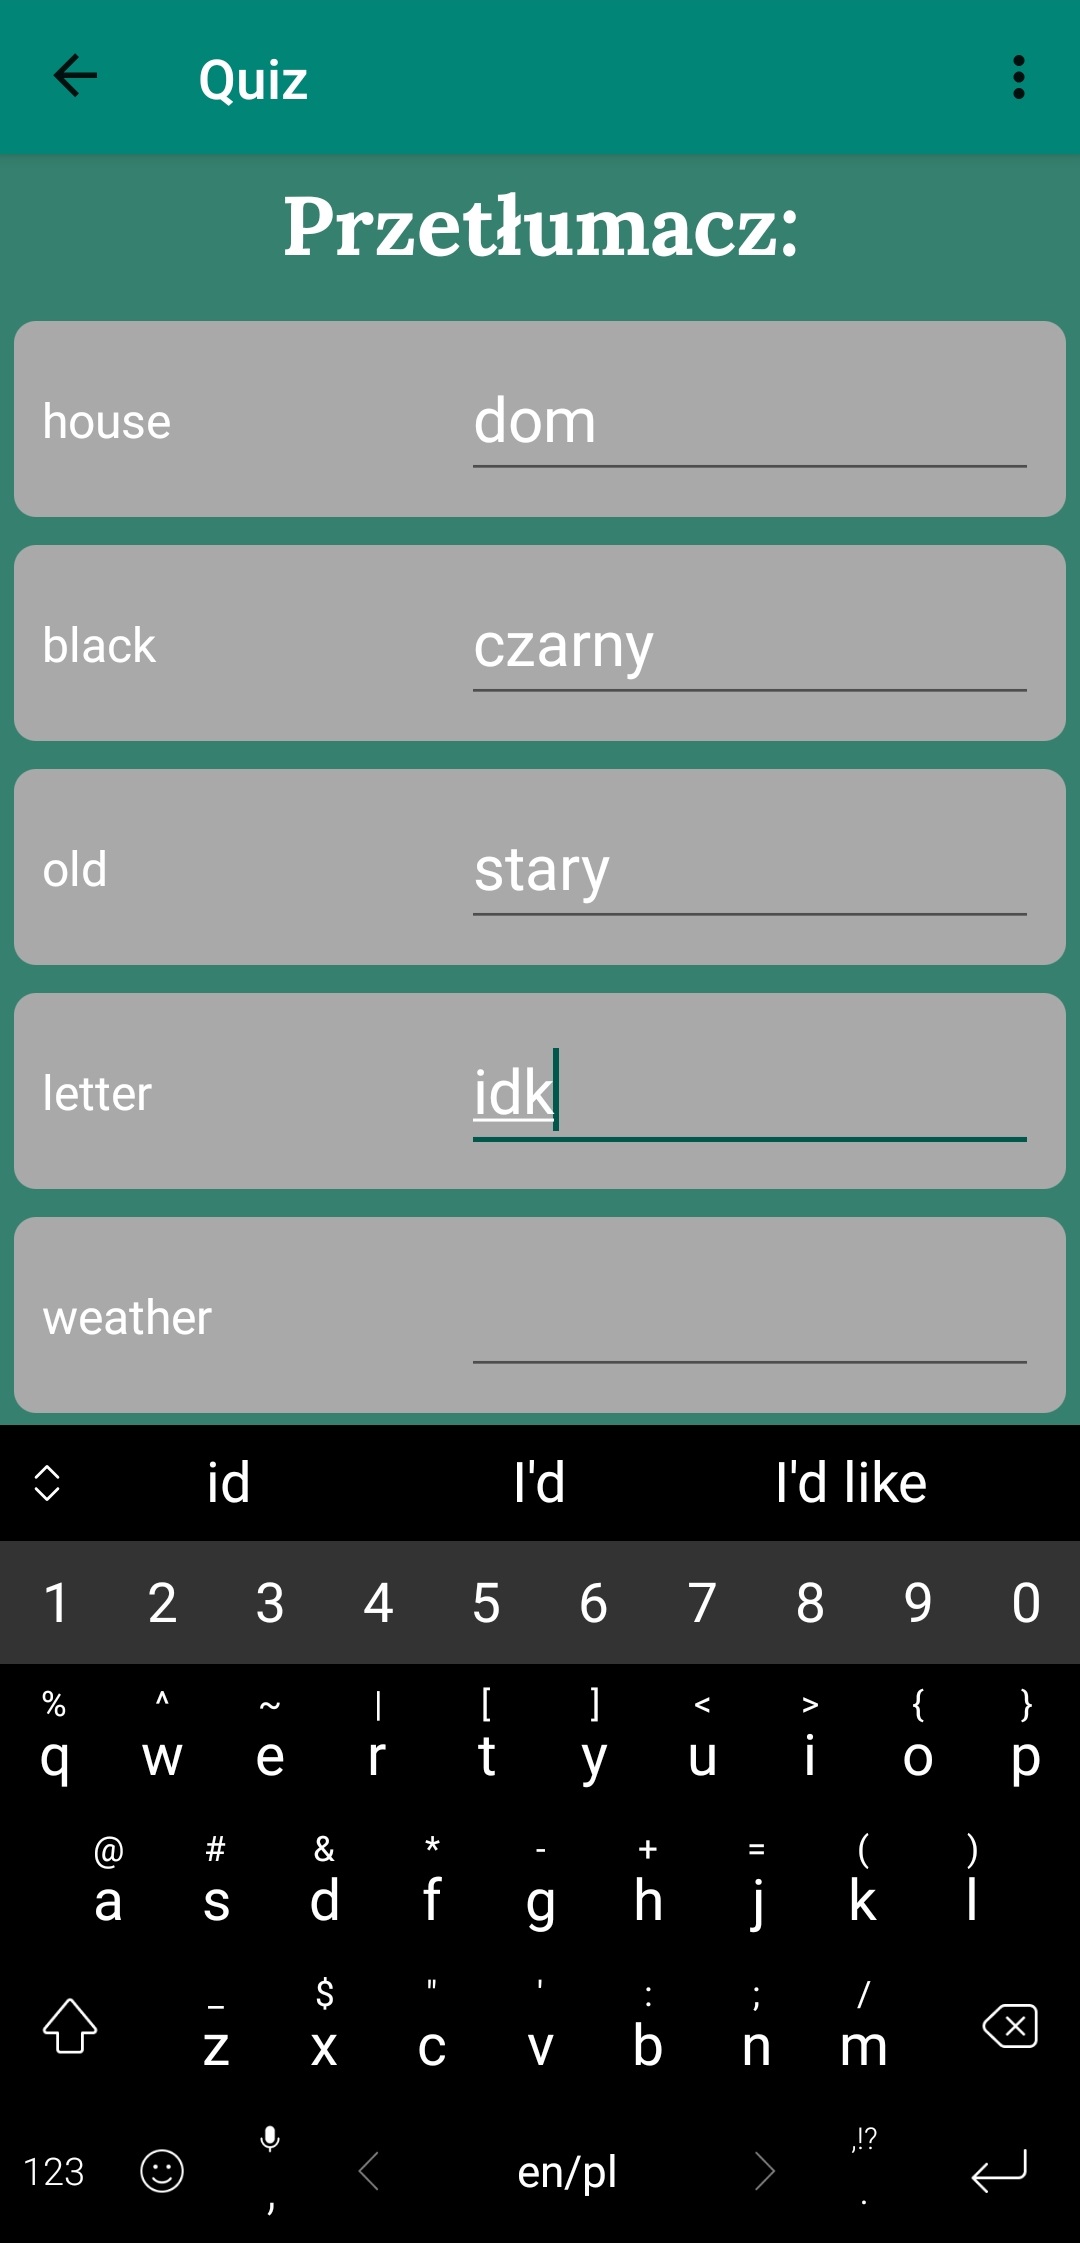 Quiz
Przetłumacz:
house dom
black czarny
old stary
letter idk
weather
id I'd I'd like
1 2 3 4 5 6 7 8 9 0
% ^ ~ | [ ] < > { }
q w e r t y u i o p
@ # & * - + = ( )
a s d f g h j k l
_ $ " ' : ; /
z x c v b n m
,!?
123 , en/pl .